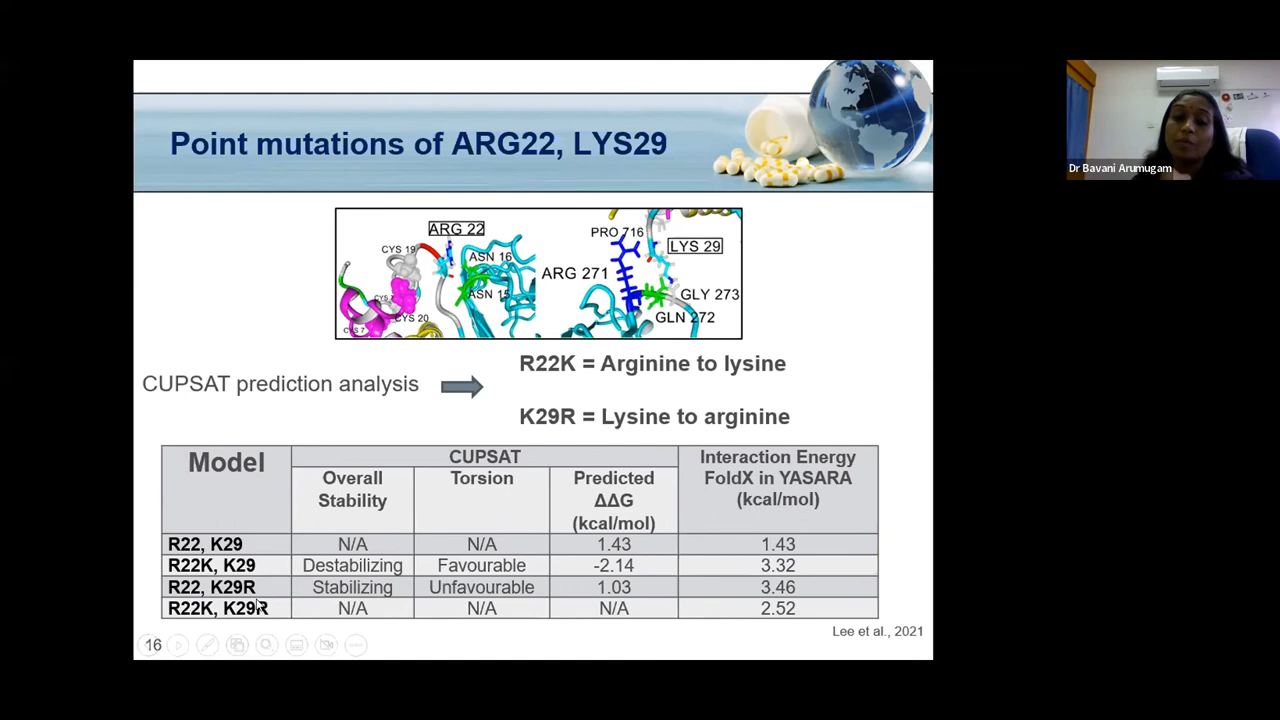 Point mutations of ARG22, LYS29
Dr Bavani Arumugam
ARG 22
CYS 19
ASN 16
ASN 15
CYS 20
CYS 7
PRO 716
LYS 29
ARG 271
GLY 273
GLN 272
CUPSAT prediction analysis
R22K = Arginine to lysine
K29R = Lysine to arginine
Model
CUPSAT
Interaction Energy
FoldX in YASARA
(kcal/mol)
Overall
Stability
Torsion
Predicted
ΔΔG
(kcal/mol)
R22, K29 N/A N/A 1.43 1.43
R22K, K29 Destabilizing Favourable -2.14 3.32
R22, K29R Stabilizing Unfavourable 1.03 3.46
R22K, K29R N/A N/A N/A 2.52
Lee et al., 2021
16